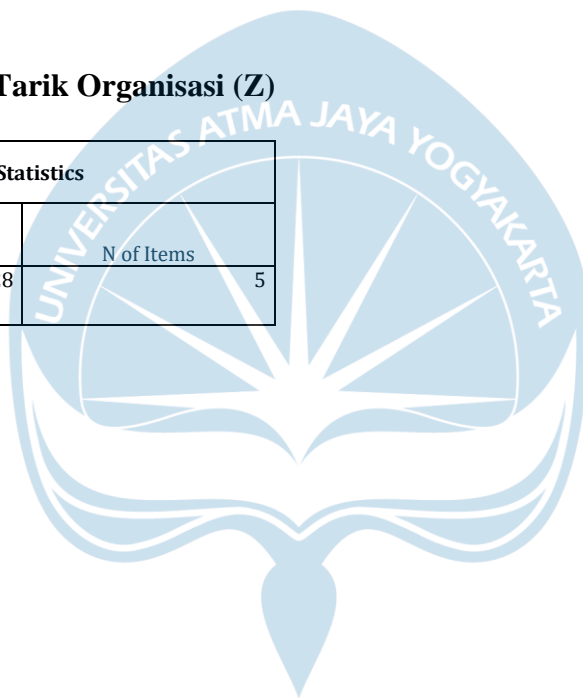 Tarik Organisasi (Z)
UNIVERSITAS ATMA JAYA YOGYAKARTA
Statistics
N of Items
8 5